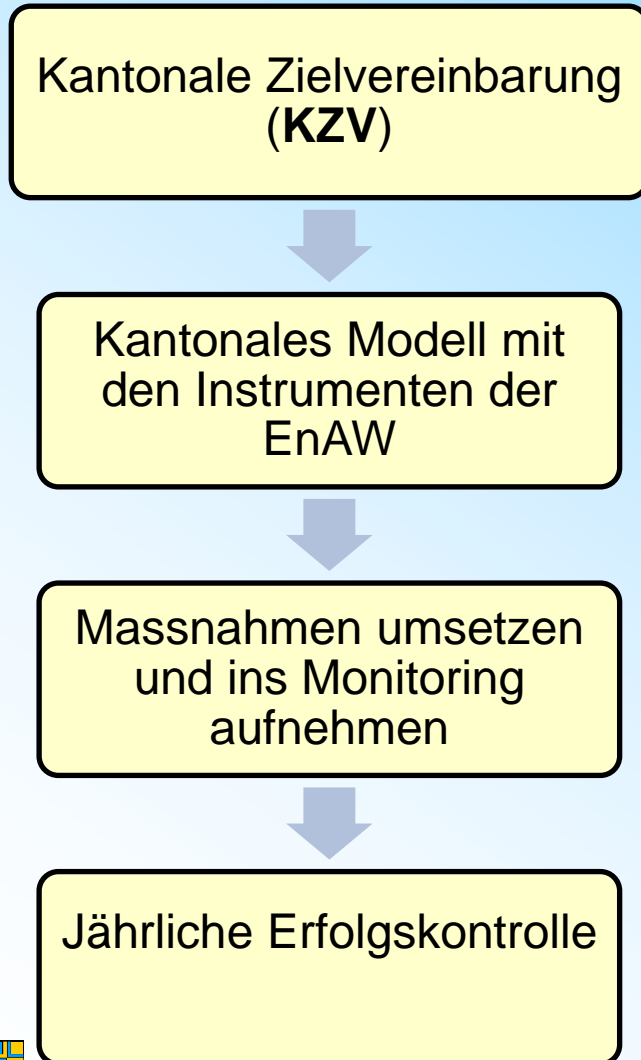 Kantonale Zielvereinbarung
(KZV)
Kantonales Modell mit
den Instrumenten der
EnAW
Massnahmen umsetzen
und ins Monitoring
aufnehmen
Jährliche Erfolgskontrolle